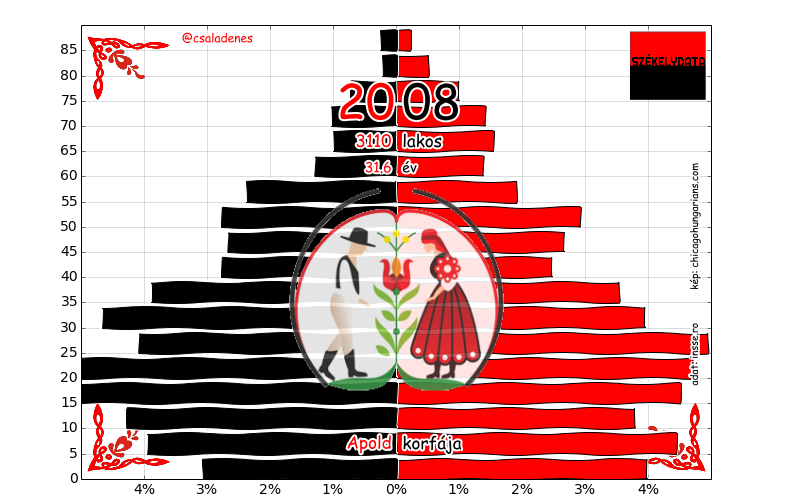 @csaladenes
SZÉKELYDATA
2008
3110 lakos
31.6 év
kép: chicagohungarians.com
adat: insse.ro
Apold korfája
85
80
75
70
65
60
55
50
45
40
35
30
25
20
15
10
5
0
4% 3% 2% 1% 0% 1% 2% 3% 4%